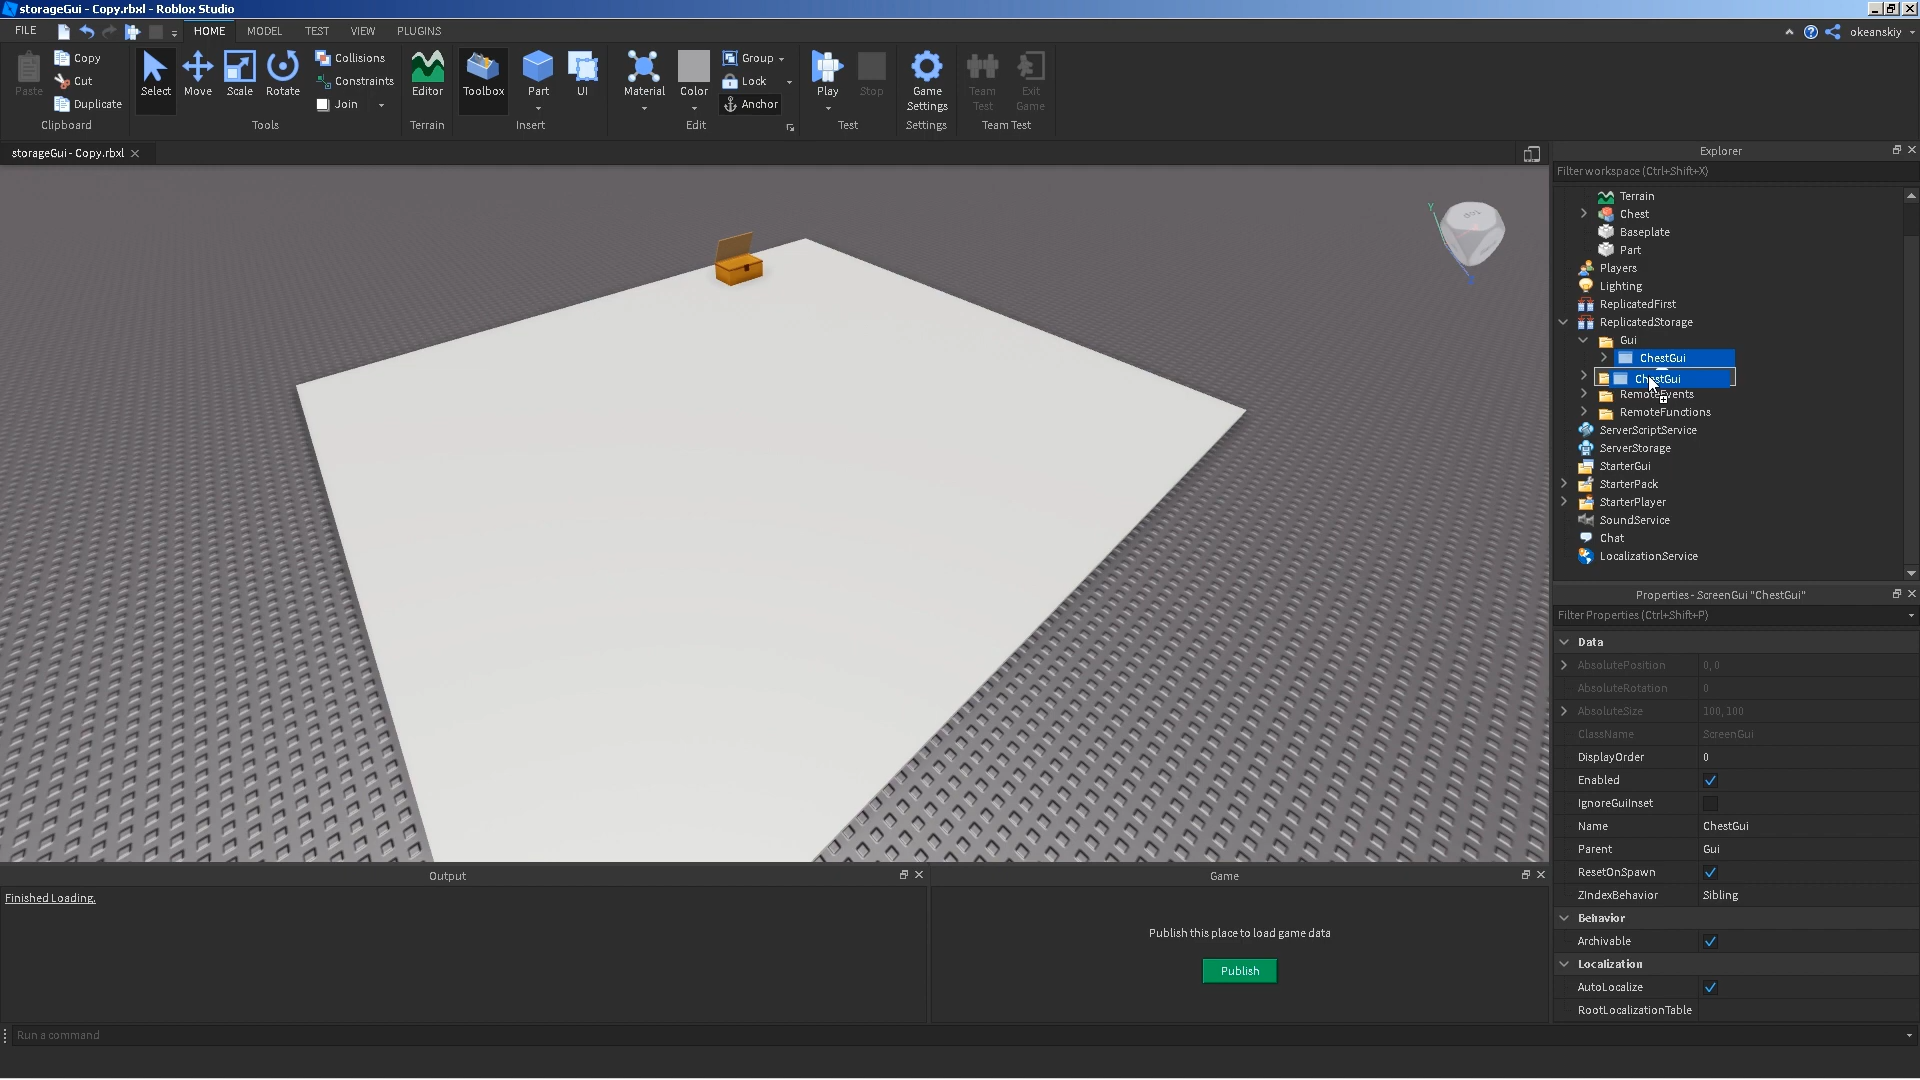 storageGui - Copy.rbxl - Roblox Studio
FILE HOME MODEL TEST VIEW PLUGINS okeanskiy
Paste Copy Cut Duplicate
Clipboard
Select Move Scale Rotate Collisions Constraints Join
Tools
Editor
Terrain
Toolbox Part UI
Insert
Material Color Group Lock Anchor
Edit
Play Stop
Test
Game Settings
Settings
Team Test Exit Game
Team Test
storageGui - Copy.rbxl
Y
TOP
Explorer
Filter workspace (Ctrl+Shift+X)
Terrain
Chest
Baseplate
Part
Players
Lighting
ReplicatedFirst
ReplicatedStorage
Gui
ChestGui
ChestGui
RemoteEvents
RemoteFunctions
ServerScriptService
ServerStorage
StarterGui
StarterPack
StarterPlayer
SoundService
Chat
LocalizationService
Properties - ScreenGui "ChestGui"
Filter Properties (Ctrl+Shift+P)
Data
AbsolutePosition 0, 0
AbsoluteRotation 0
AbsoluteSize 100, 100
ClassName ScreenGui
DisplayOrder 0
Enabled
IgnoreGuiInset
Name ChestGui
Parent Gui
ResetOnSpawn
ZIndexBehavior Sibling
Behavior
Archivable
Localization
AutoLocalize
RootLocalizationTable
Output
Finished Loading.
Game
Publish this place to load game data
Publish
Run a command